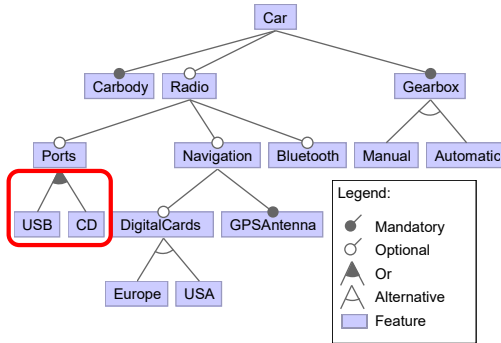 Car
Carbody Radio Gearbox
Ports Navigation Bluetooth Manual Automatic
USB CD DigitalCards GPSAntenna
Europe USA
Legend:
Mandatory
Optional
Or
Alternative
Feature